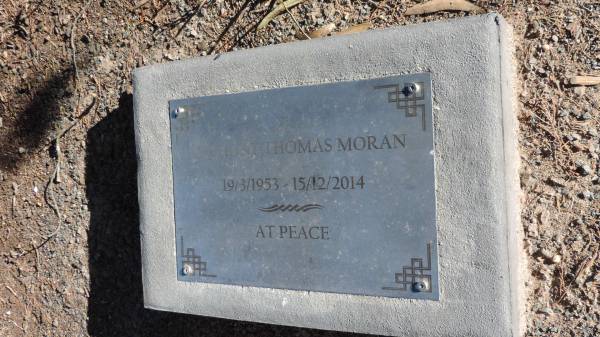 THOMAS MORAN
19/3/1953 - 15/12/2014
AT PEACE